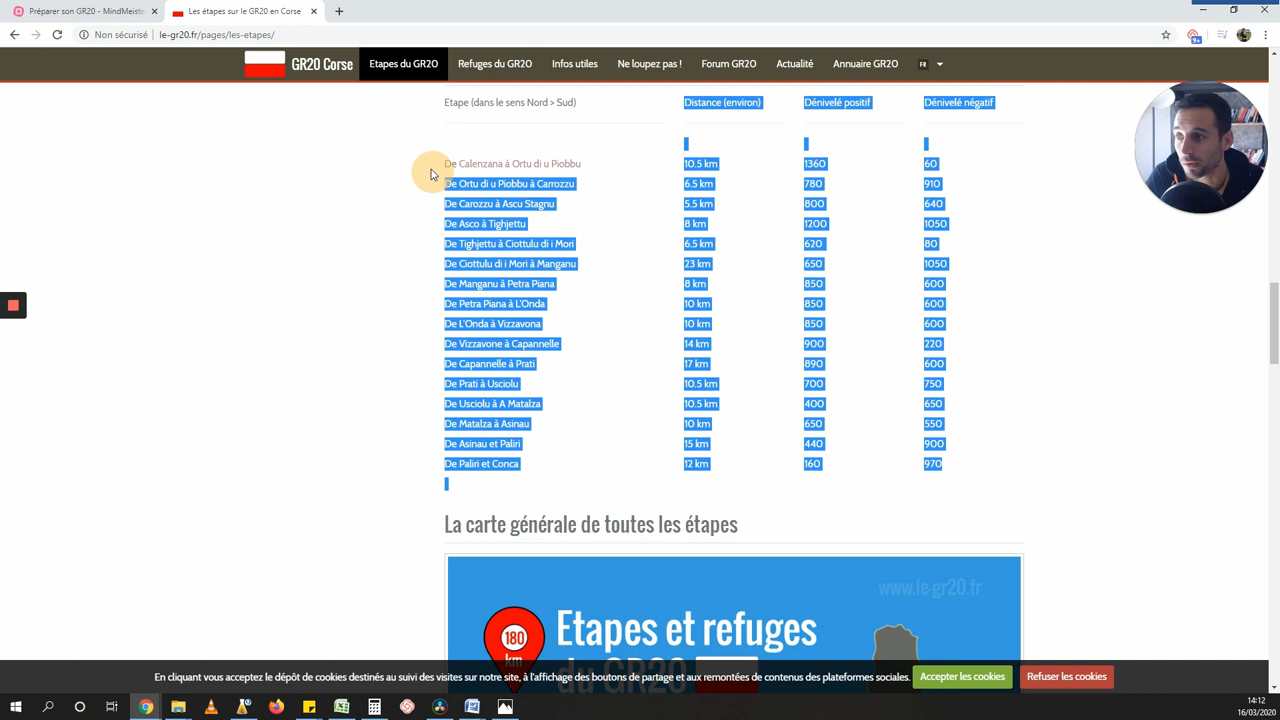 Préparer son GR20 - MindMeiste
Les étapes sur le GR20 en Corse
Non sécurisé
le-gr20.fr/pages/les-etapes/
9+
GR20 Corse
Etapes du GR20
Refuges du GR20
Infos utiles
Ne loupez pas !
Forum GR20
Actualité
Annuaire GR20
FR
Etape (dans le sens Nord > Sud) Distance (environ) Dénivelé positif Dénivelé négatif
De Calenzana à Ortu di u Piobbu 10.5 km 1360 60
De Ortu di u Piobbu à Carrozzu 6.5 km 780 910
De Carozzu à Ascu Stagnu 5.5 km 800 640
De Asco à Tighjettu 8 km 1200 1050
De Tighjettu à Ciottulu di i Mori 6.5 km 620 80
De Ciottulu di i Mori à Manganu 23 km 650 1050
De Manganu à Petra Piana 8 km 850 600
De Petra Piana à L'Onda 10 km 850 600
De L'Onda à Vizzavona 10 km 850 600
De Vizzavone à Capannelle 14 km 900 220
De Capannelle à Prati 17 km 890 600
De Prati à Usciolu 10.5 km 700 750
De Usciolu à A Matalza 10.5 km 400 650
De Matalza à Asinau 10 km 650 550
De Asinau et Paliri 15 km 440 900
De Paliri et Conca 12 km 160 970
La carte générale de toutes les étapes
www.le-gr20.fr
180
km
Etapes et refuges
du GR20
En cliquant vous acceptez le dépôt de cookies destinés au suivi des visites sur notre site, à l'affichage des boutons de partage et aux remontées de contenus des plateformes sociales.
Accepter les cookies
Refuser les cookies
14:12
16/03/2020